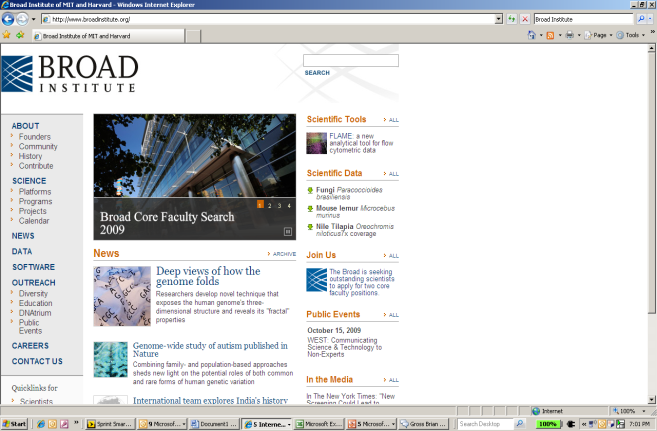 Broad Institute of MIT and Harvard - Windows Internet Explorer
http://www.broadinstitute.org/
Broad Institute
Broad Institute of MIT and Harvard
Page
Tools
BROAD
INSTITUTE
SEARCH
ABOUT
Founders
Community
History
Contribute
SCIENCE
Platforms
Programs
Projects
Calendar
NEWS
DATA
SOFTWARE
OUTREACH
Diversity
Education
DNAtrium
Public
Events
CAREERS
CONTACT US
Quicklinks for
Scientists
1 2 3 4
Broad Core Faculty Search
2009
News
ARCHIVE
Deep views of how the
genome folds
Researchers develop novel technique that
exposes the human genome's three-
dimensional structure and reveals its "fractal"
properties
Genome-wide study of autism published in
Nature
Combining family- and population-based approaches
sheds new light on the potential roles of both common
and rare forms of human genetic variation
International team explores India's history
Scientific Tools
ALL
FLAME: a new
analytical tool for flow
cytometric data
Scientific Data
ALL
Fungi Paracoccioides
brasiliensis
Mouse lemur Microcebus
murinus
Nile Tilapia Oreochromis
niloticus7x coverage
Join Us
ALL
The Broad is seeking
outstanding scientists
to apply for two core
faculty positions
Public Events
ALL
October 15, 2009
WEST: Communicating
Science & Technology to
Non-Experts
In the Media
ALL
In The New York Times: "New
Screening Could Lead to
Internet
100%
Start
Sprint Smar...
9 Microsof...
Document1 ...
5 Interne...
Microsoft Ex...
5 Microsof...
Gross Brian ...
Search Desktop
100%
7:01 PM